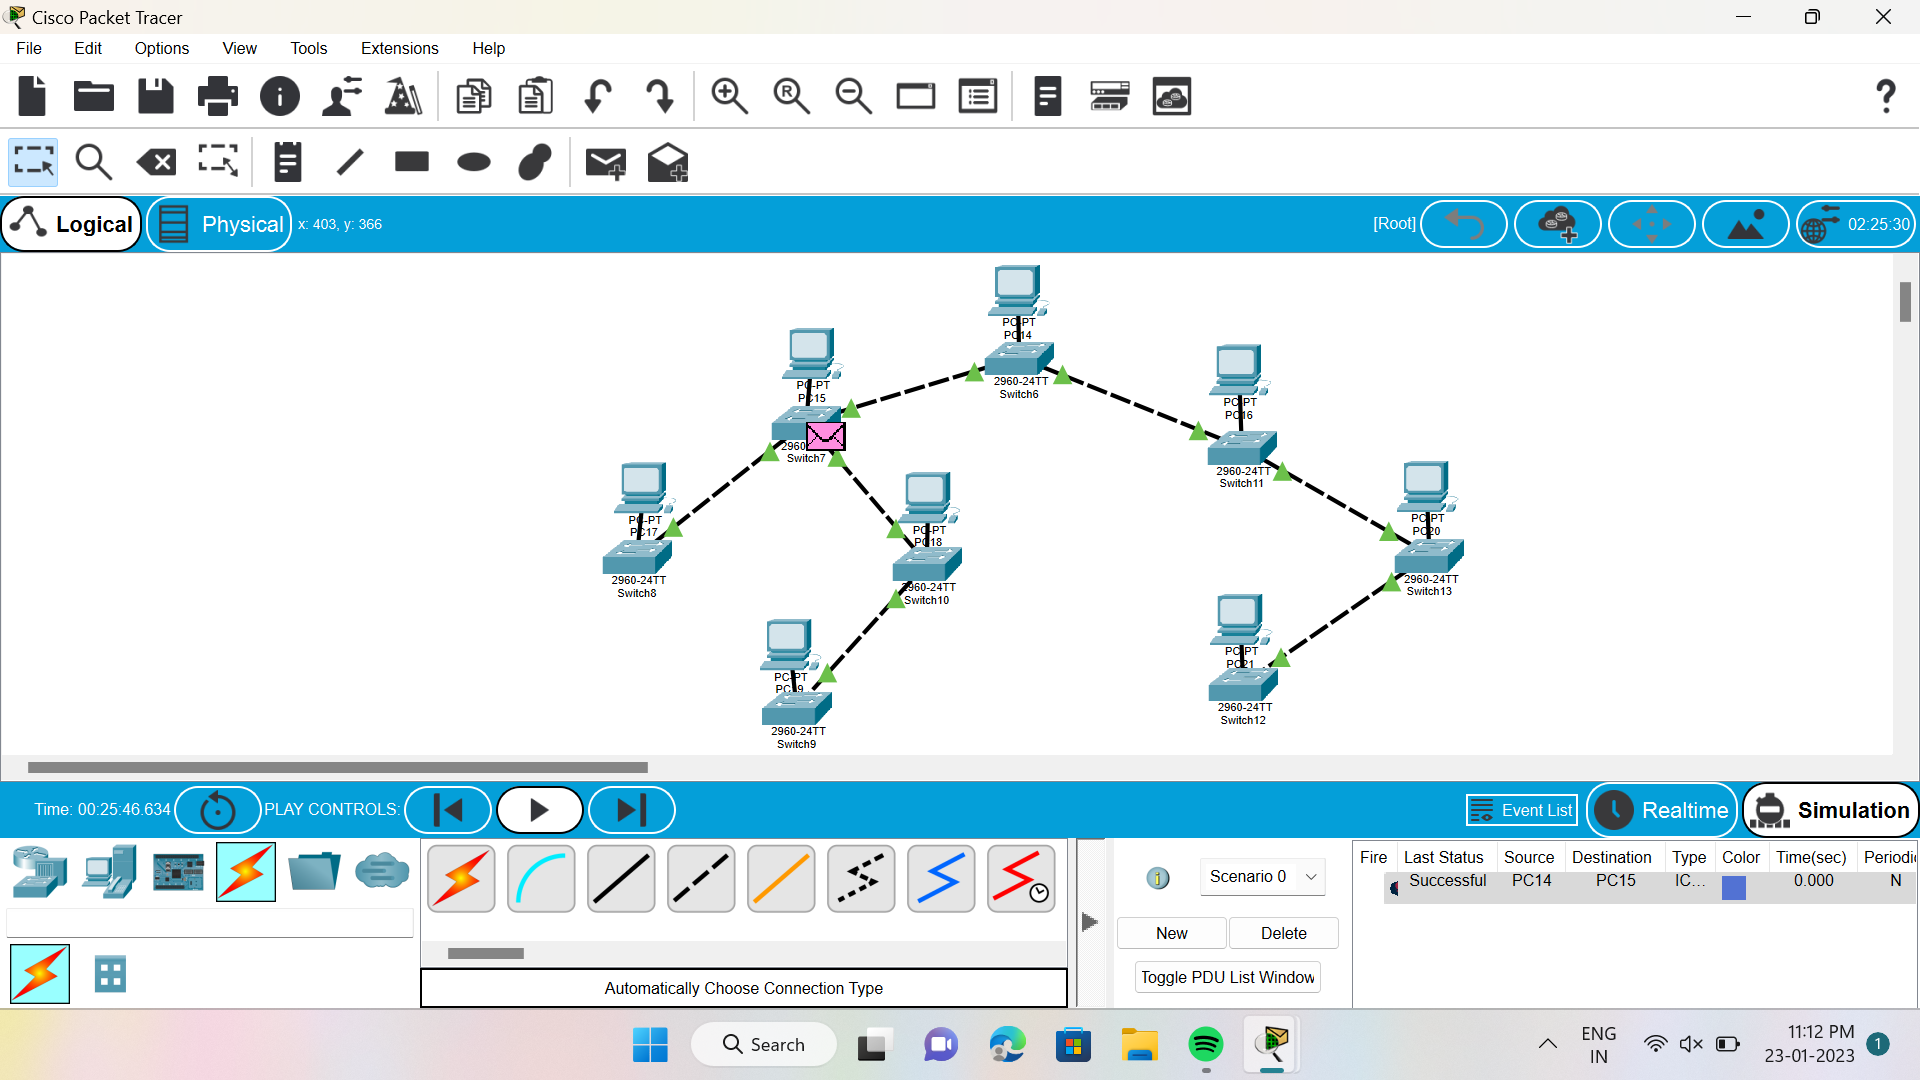 Cisco Packet Tracer
File Edit Options View Tools Extensions Help
Logical Physical x: 403, y: 366 [Root] 02:25:30
PC-PT
PC14
2960-24TT
Switch6
PC-PT
PC15
Switch7
PC-PT
PC16
2960-24TT
Switch11
PC-PT
PC17
2960-24TT
Switch8
PC-PT
PC18
2960-24TT
Switch10
PC-PT
PC20
2960-24TT
Switch13
PC-PT
PC19
2960-24TT
Switch9
PC-PT
PC21
2960-24TT
Switch12
Time: 00:25:46.634 PLAY CONTROLS: Event List Realtime Simulation
Scenario 0
New Delete
Toggle PDU List Window
Automatically Choose Connection Type
Fire Last Status Source Destination Type Color Time(sec) Periodic
Successful PC14 PC15 IC... 0.000 N
Search
ENG
IN
11:12 PM
23-01-2023
1